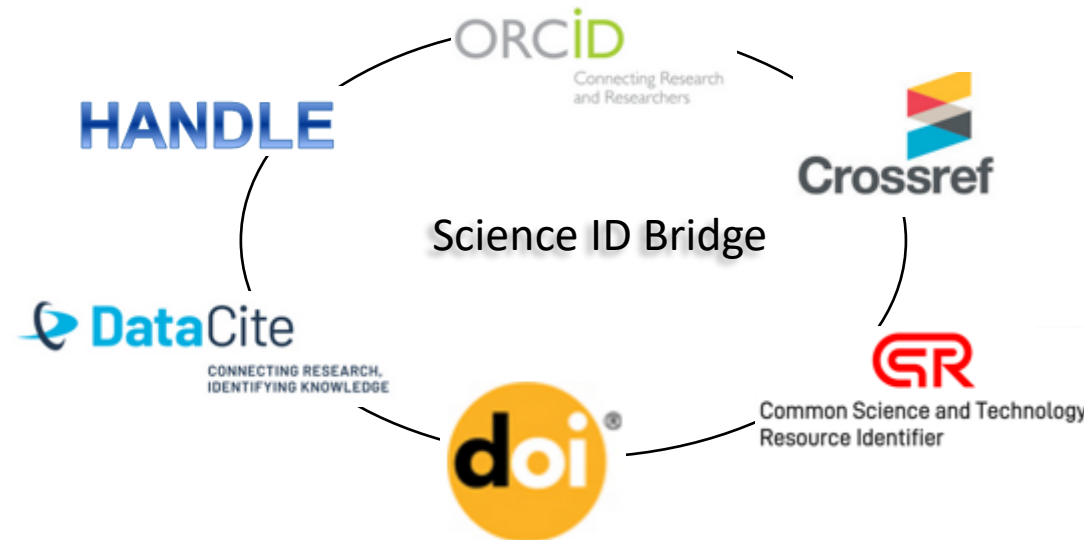 ORCiD
Connecting Research
and Researchers
HANDLE
Crossref
Science ID Bridge
DataCite
CONNECTING RESEARCH,
IDENTIFYING KNOWLEDGE
CSTR
Common Science and Technology
Resource Identifier
doi®